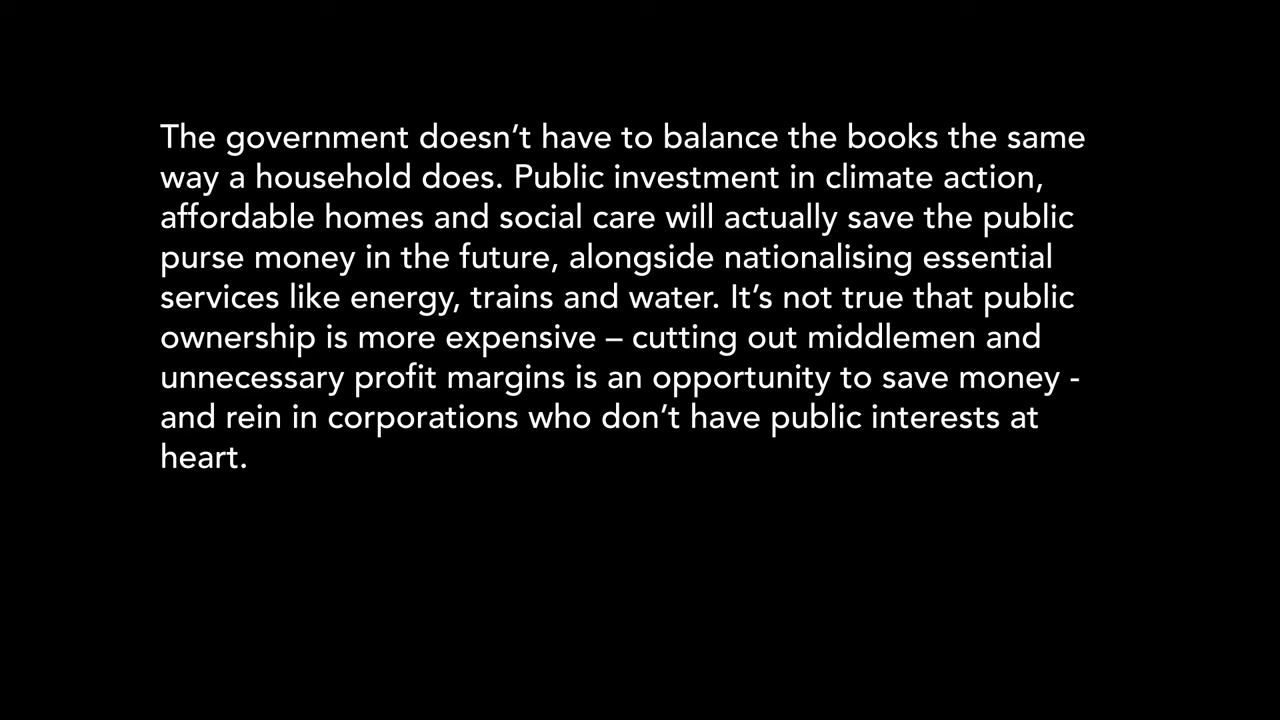 The government doesn’t have to balance the books the same
way a household does. Public investment in climate action,
affordable homes and social care will actually save the public
purse money in the future, alongside nationalising essential
services like energy, trains and water. It’s not true that public
ownership is more expensive – cutting out middlemen and
unnecessary profit margins is an opportunity to save money -
and rein in corporations who don’t have public interests at
heart.